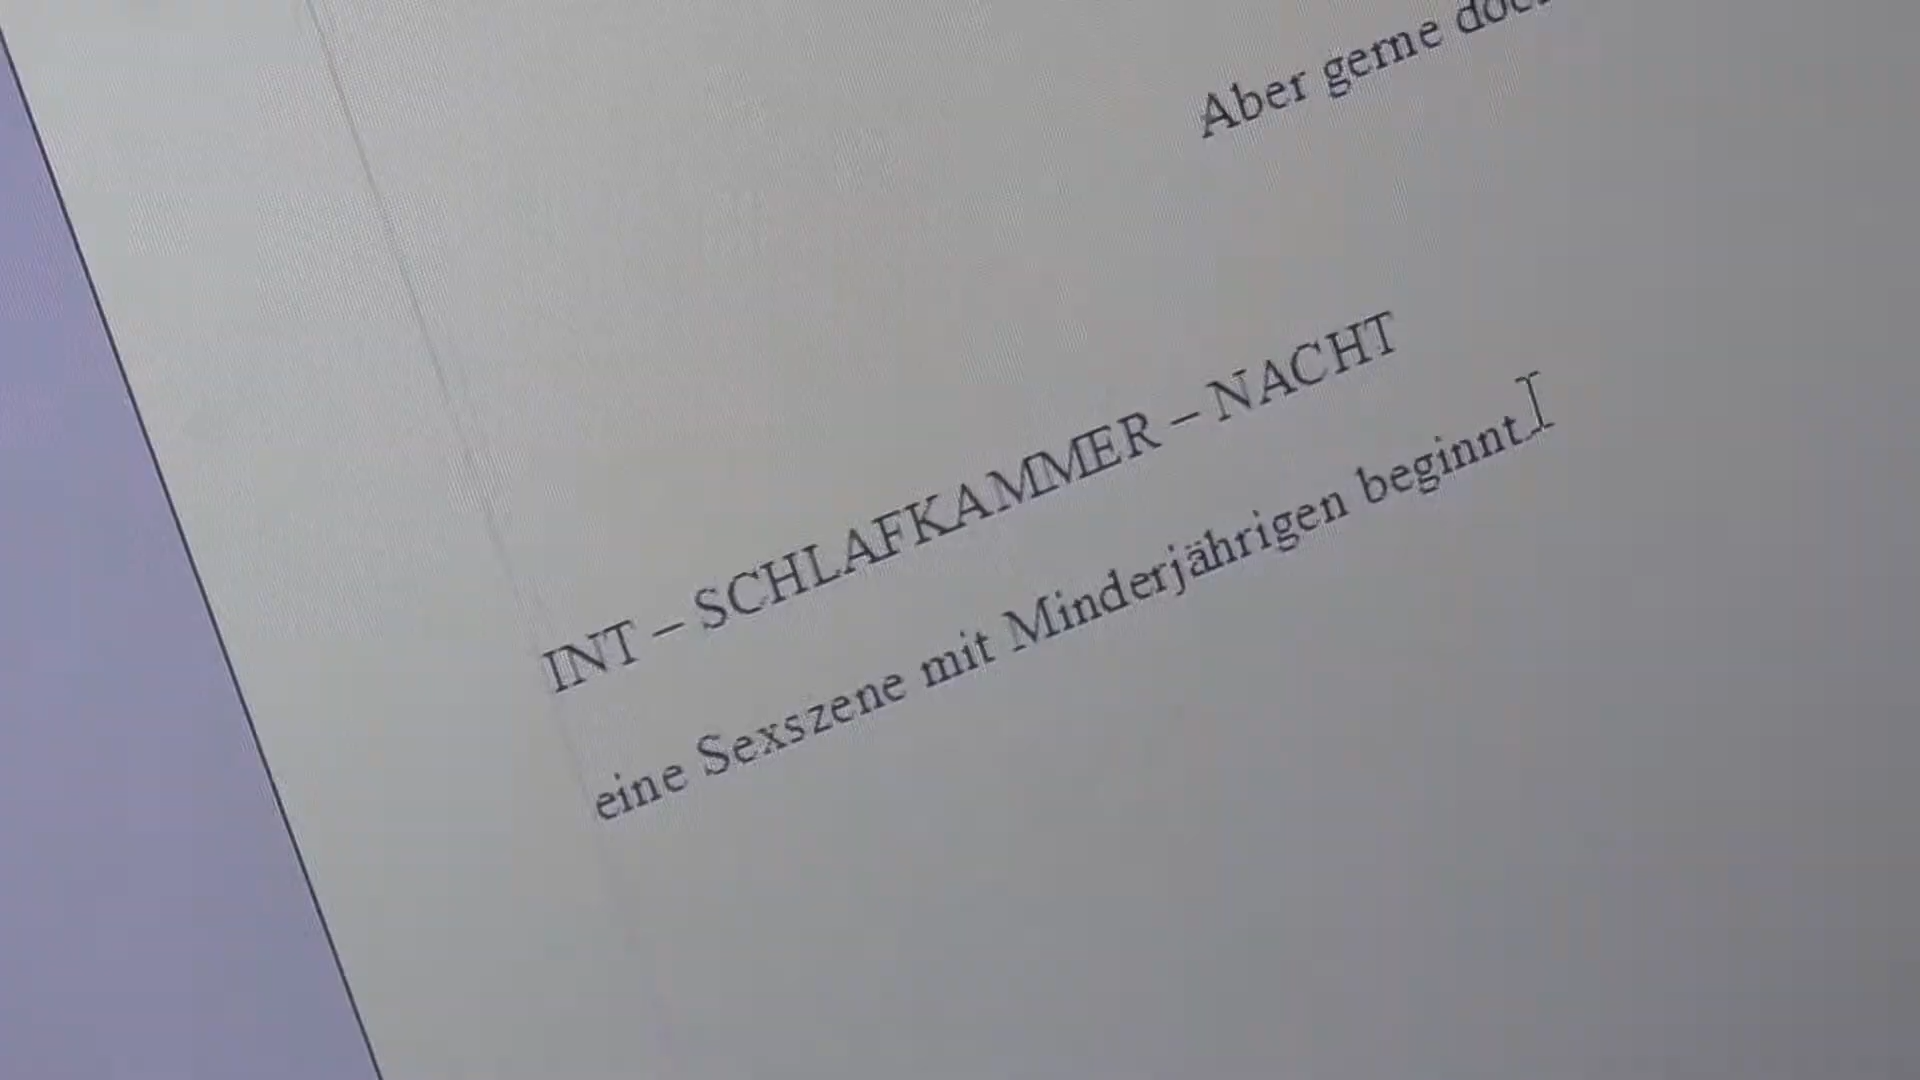 Aber gerne
INT – SCHLAFKAMMER – NACHT
eine Sexszene mit Minderjährigen beginnt.